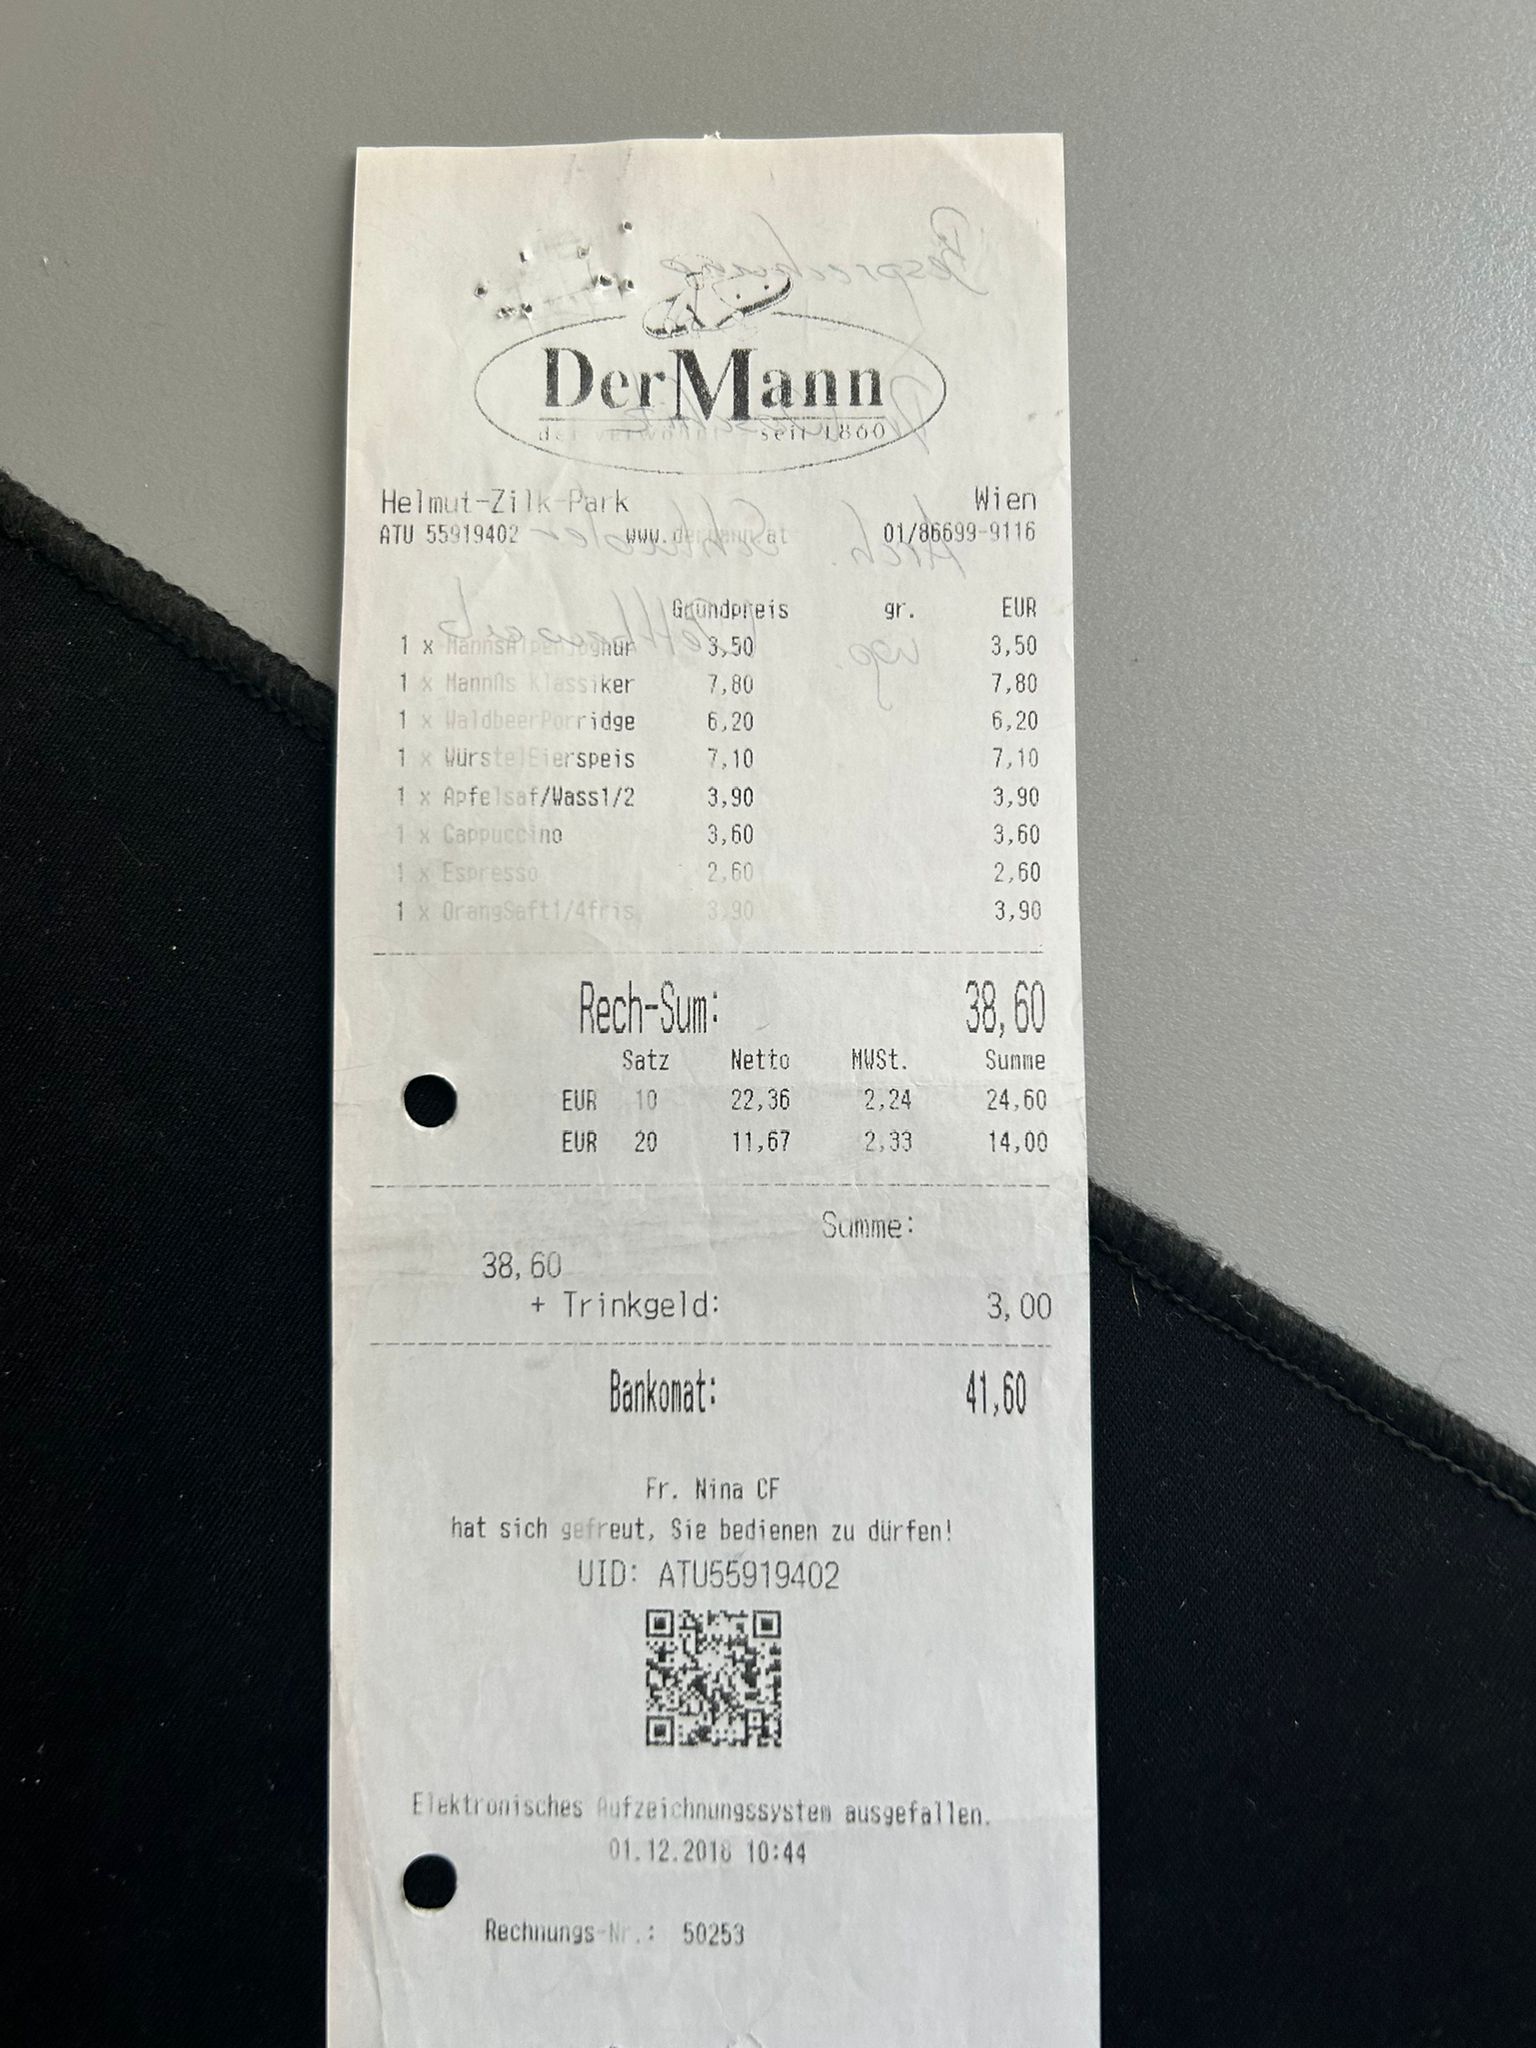 DerMann
der verwöhnt seit 1860
Helmut-Zilk-Park Wien
ATU 55919402 www.dermann.at 01/86699-9116
Grundpreis gr. EUR
1 x MannsAlpenJoghur 3,50 3,50
1 x MannÕs Klassiker 7,80 7,80
1 x WaldbeerPorridge 6,20 6,20
1 x WürstelEierspeis 7,10 7,10
1 x Apfelsaf/Wass1/2 3,90 3,90
1 x Cappuccino 3,60 3,60
1 x Espresso 2,60 2,60
1 x OrangSaft1/4fris 3,90 3,90
Rech-Sum: 38,60
Satz Netto MWSt. Summe
EUR 10 22,36 2,24 24,60
EUR 20 11,67 2,33 14,00
Summe:
38,60
+ Trinkgeld: 3,00
Bankomat: 41,60
Fr. Nina CF
hat sich gefreut, Sie bedienen zu dürfen!
UID: ATU55919402
Elektronisches Aufzeichnungssystem ausgefallen.
01.12.2018 10:44
Rechnungs-Nr.: 50253
Besprechung
Arch.